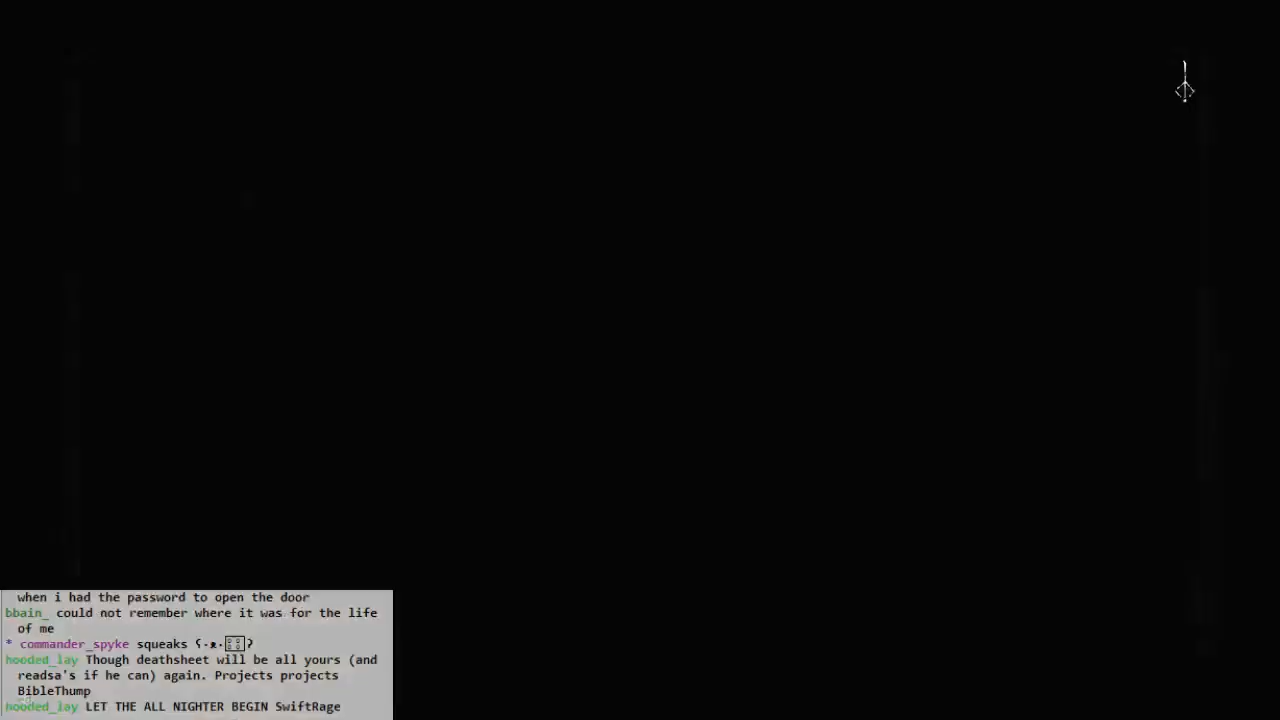 when i had the password to open the door
bbain_ could not remember where it was for the life
of me
* commander_spyke squeaks ʕ·ᴥ·ʔ
hooded_lay Though deathsheet will be all yours (and
readsa's if he can) again. Projects projects
BibleThump
hooded_lay LET THE ALL NIGHTER BEGIN SwiftRage